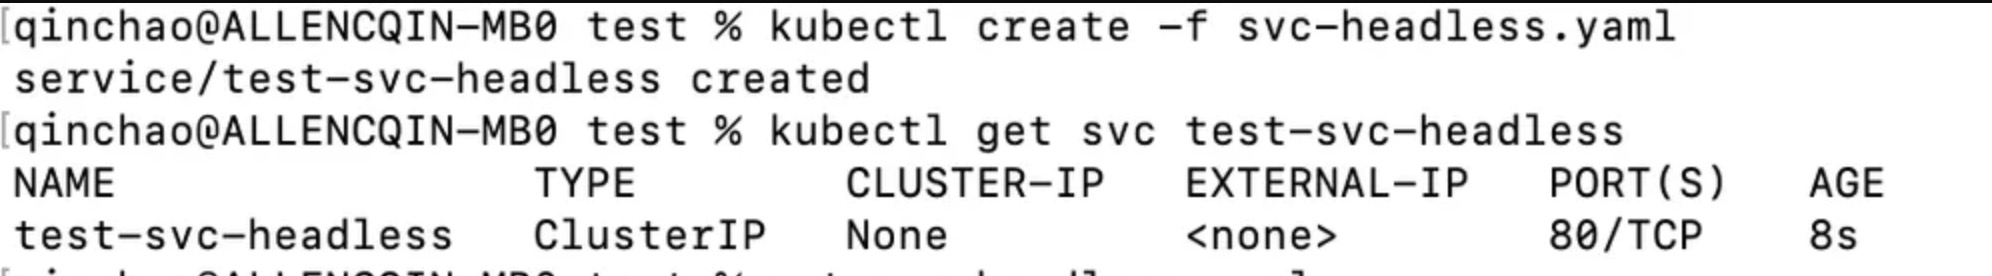 [qinchao@ALLENCQIN-MB0 test % kubectl create -f svc-headless.yaml
service/test-svc-headless created
[qinchao@ALLENCQIN-MB0 test % kubectl get svc test-svc-headless
NAME TYPE CLUSTER-IP EXTERNAL-IP PORT(S) AGE
test-svc-headless ClusterIP None <none> 80/TCP 8s